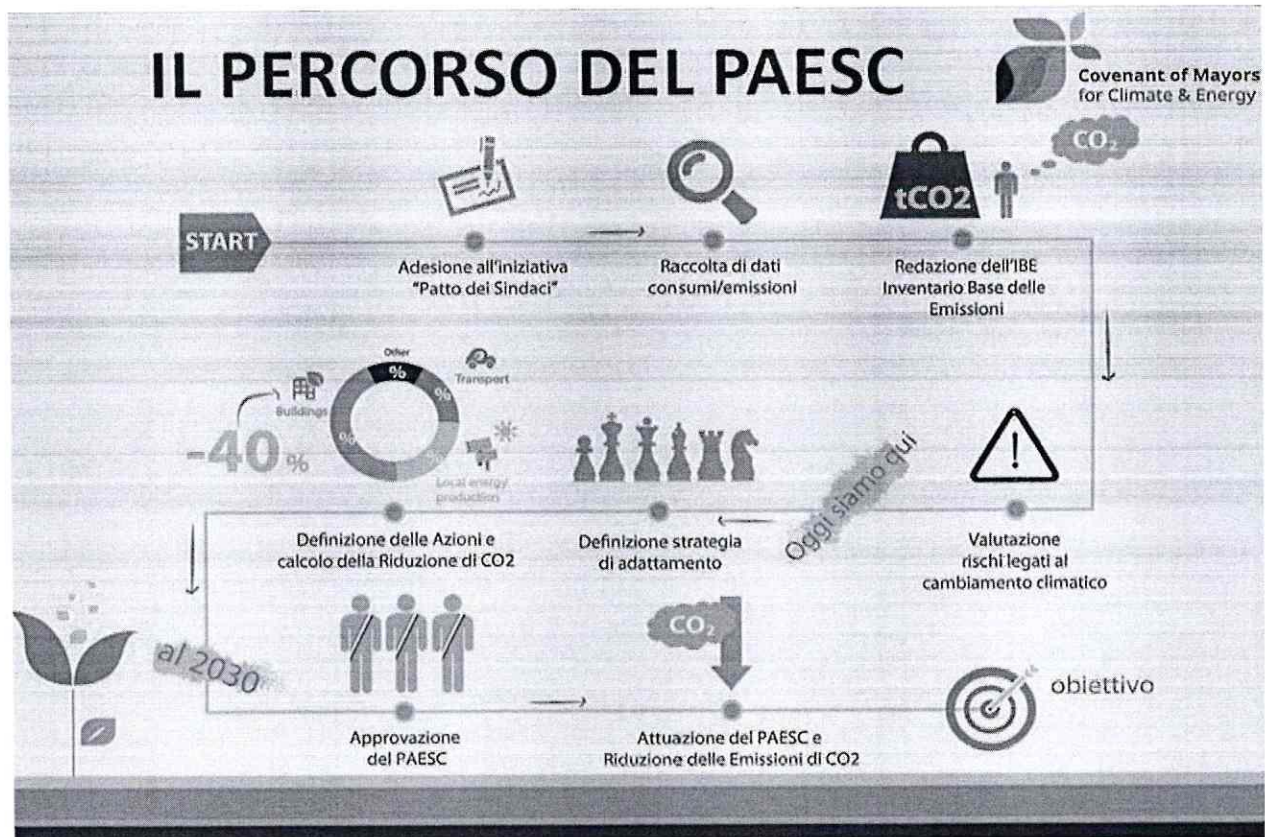 IL PERCORSO DEL PAESC
Covenant of Mayors
for Climate & Energy
START
Adesione all'iniziativa
"Patto dei Sindaci"
Raccolta di dati
consumi/emissioni
tCO2
CO2
Redazione dell'IBE
Inventario Base delle
Emissioni
Valutazione
rischi legati al
cambiamento climatico
Oggi siamo qui
Definizione strategia
di adattamento
-40%
Buildings
Other
Transport
Local energy
production
%
%
%
%
Definizione delle Azioni e
calcolo della Riduzione di CO2
al 2030
Approvazione
del PAESC
CO2
Attuazione del PAESC e
Riduzione delle Emissioni di CO2
obiettivo